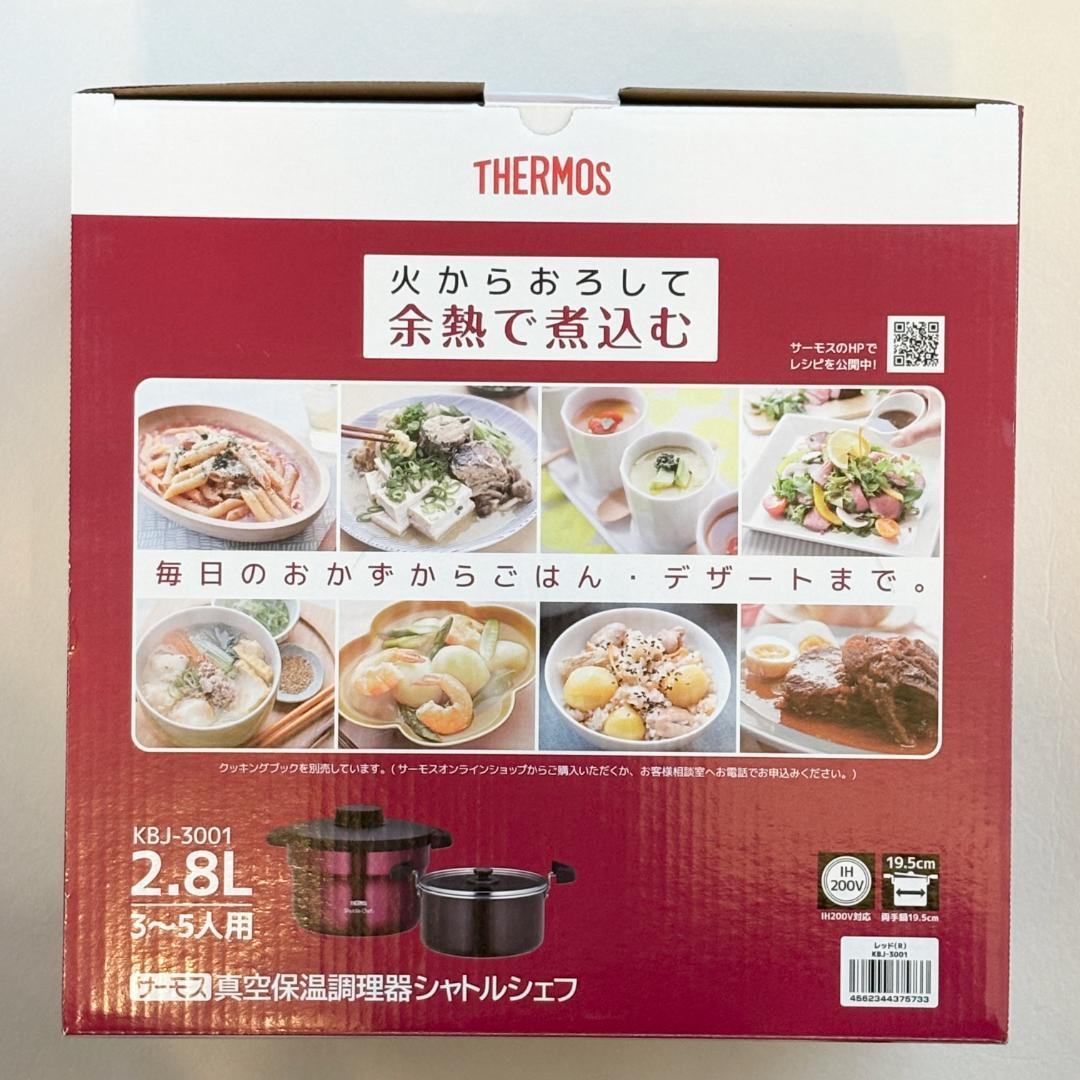 THERMOS
火からおろして
余熱で煮込む
サーモスのHPで
レシピを公開中!
毎日のおかずからごはん・デザートまで。
クッキングブックを別売しています。(サーモスオンラインショップからご購入いただくか、お客様相談室へお電話でお申込みください。)
KBJ-3001
2.8L
3〜5人用
THERMOS
Shuttle Chef
IH
200V
IH200V対応
19.5cm
両手鍋19.5cm
レッド(R)
KBJ-3001
4562344375733
サーモス 真空保温調理器シャトルシェフ